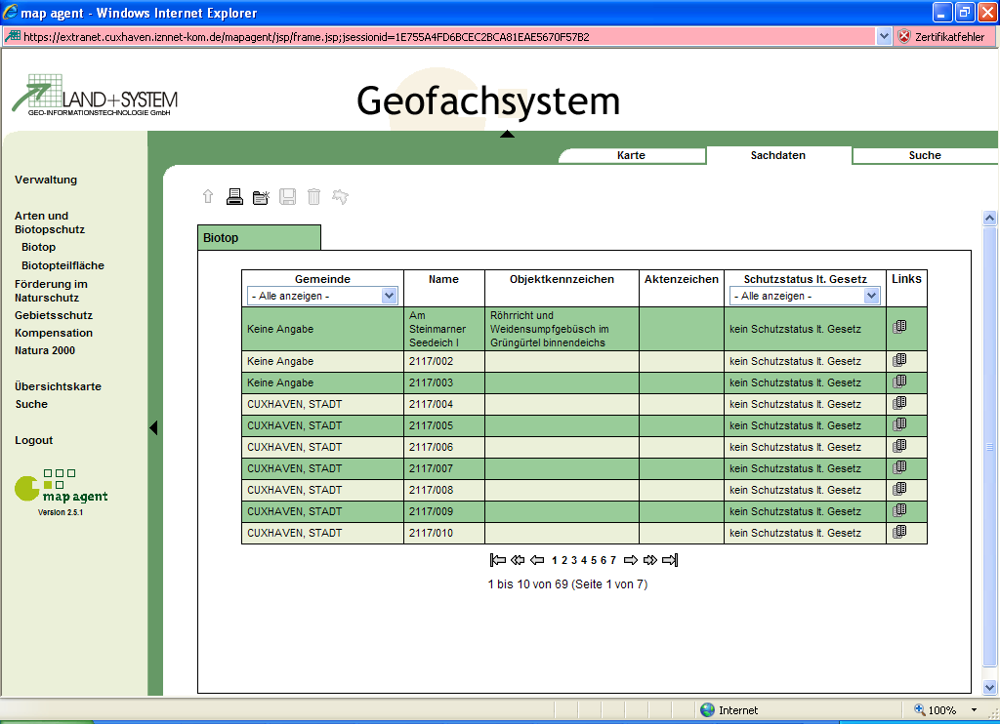 map agent - Windows Internet Explorer
https://extranet.cuxhaven.iznnet-kom.de/mapagent/jsp/frame.jsp;jsessionid=1E755A4FD6BCEC2BCA81EAE5670F57B2 Zertifikatfehler
LAND+SYSTEM
GEO-INFORMATIONSTECHNOLOGIE GmbH
Geofachsystem
Karte Sachdaten Suche
Verwaltung
Arten und
Biotopschutz
Biotop
Biotopteilfläche
Förderung im
Naturschutz
Gebietsschutz
Kompensation
Natura 2000
Übersichtskarte
Suche
Logout
map agent
Version 2.5.1
Biotop
Gemeinde Name Objektkennzeichen Aktenzeichen Schutzstatus lt. Gesetz Links
- Alle anzeigen - - Alle anzeigen -
Keine Angabe Am Steinmarner Seedeich I Röhrricht und Weidensumpfgebüsch im Grüngürtel binnendeichs kein Schutzstatus lt. Gesetz
Keine Angabe 2117/002 kein Schutzstatus lt. Gesetz
Keine Angabe 2117/003 kein Schutzstatus lt. Gesetz
CUXHAVEN, STADT 2117/004 kein Schutzstatus lt. Gesetz
CUXHAVEN, STADT 2117/005 kein Schutzstatus lt. Gesetz
CUXHAVEN, STADT 2117/006 kein Schutzstatus lt. Gesetz
CUXHAVEN, STADT 2117/007 kein Schutzstatus lt. Gesetz
CUXHAVEN, STADT 2117/008 kein Schutzstatus lt. Gesetz
CUXHAVEN, STADT 2117/009 kein Schutzstatus lt. Gesetz
CUXHAVEN, STADT 2117/010 kein Schutzstatus lt. Gesetz
1 2 3 4 5 6 7
1 bis 10 von 69 (Seite 1 von 7)
Internet 100%